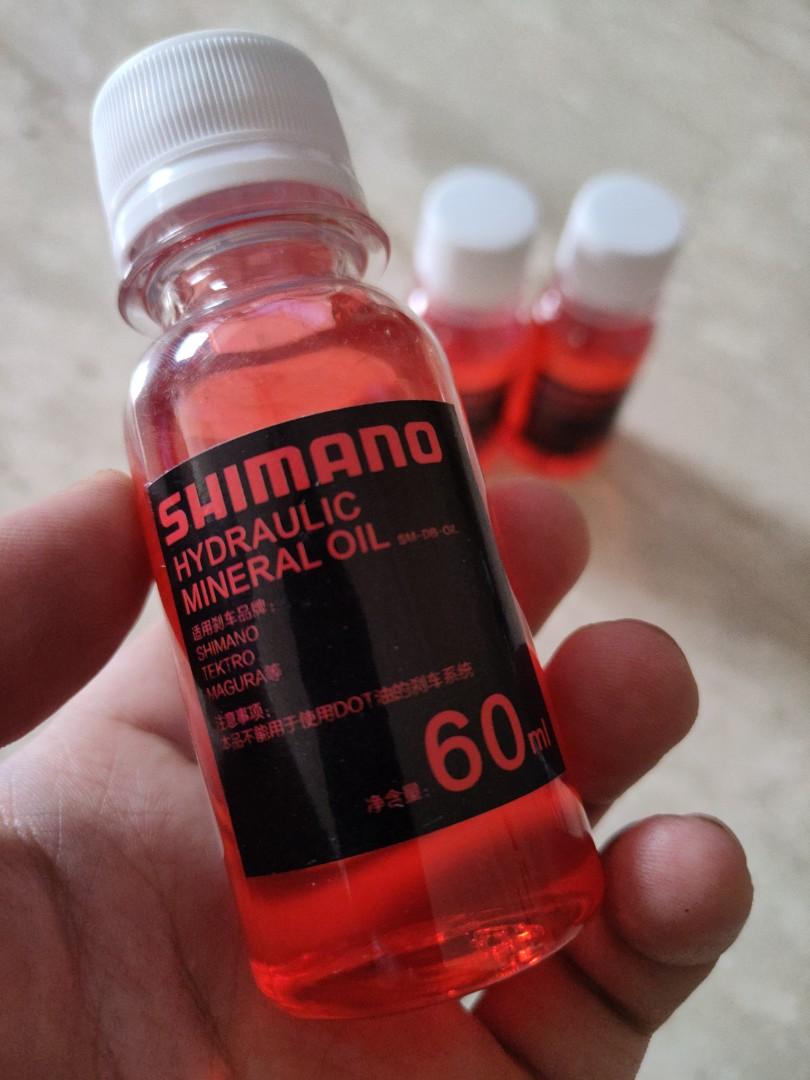 SHIMANO
HYDRAULIC
MINERAL OIL SM-DB-OIL
适用刹车品牌：
SHIMANO
TEKTRO
MAGURA等
注意事项：
本品不能用于使用DOT油的刹车系统
净含量：60ml